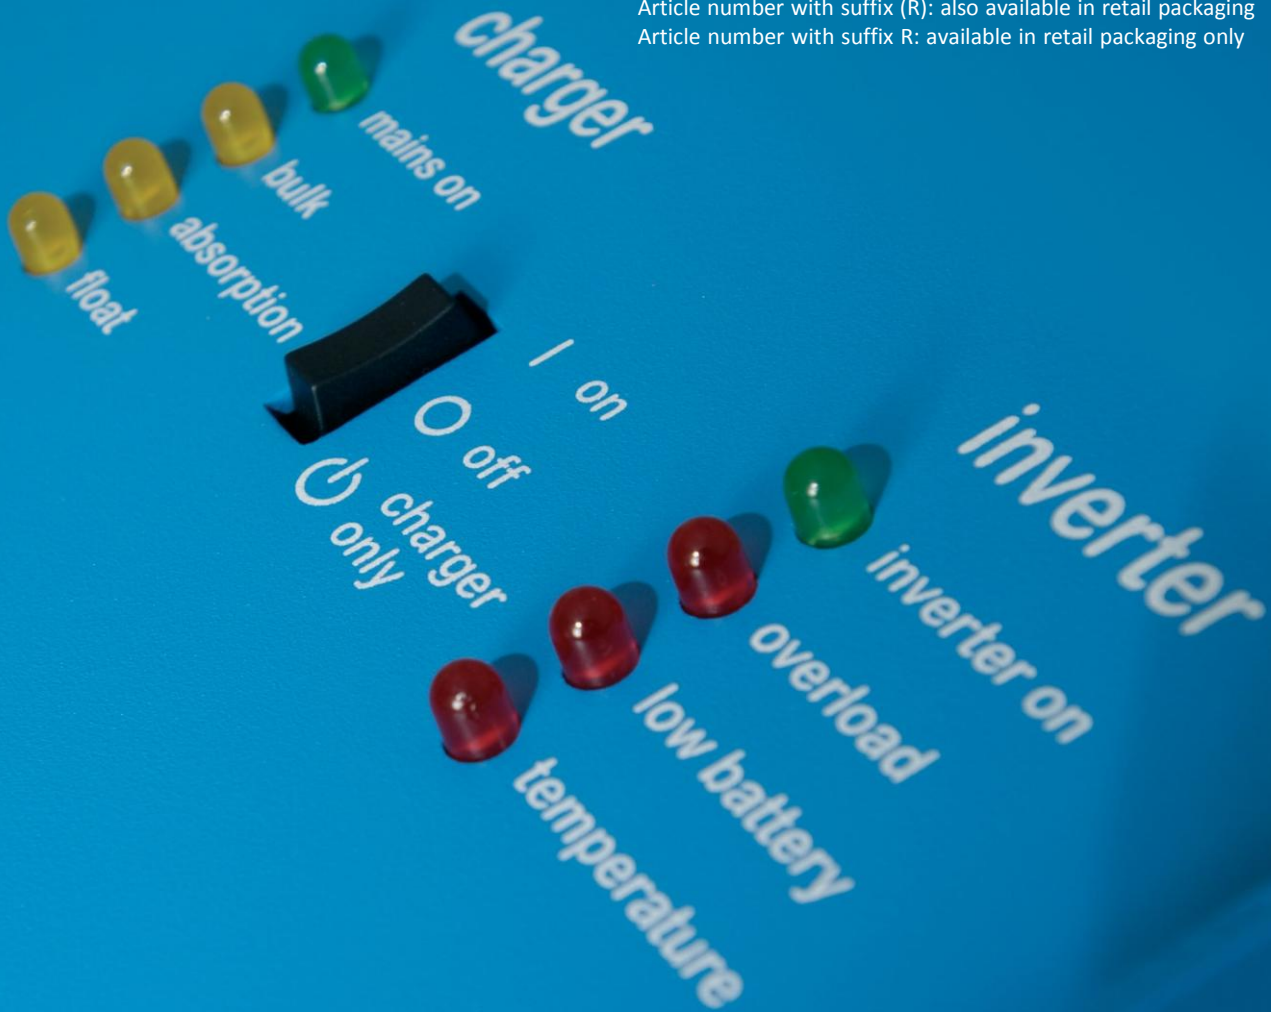 Article number with suffix (R): also available in retail packaging
Article number with suffix R: available in retail packaging only
charger
mains on
bulk
absorption
float
I on
O off
charger
only
inverter
inverter on
overload
low battery
temperature